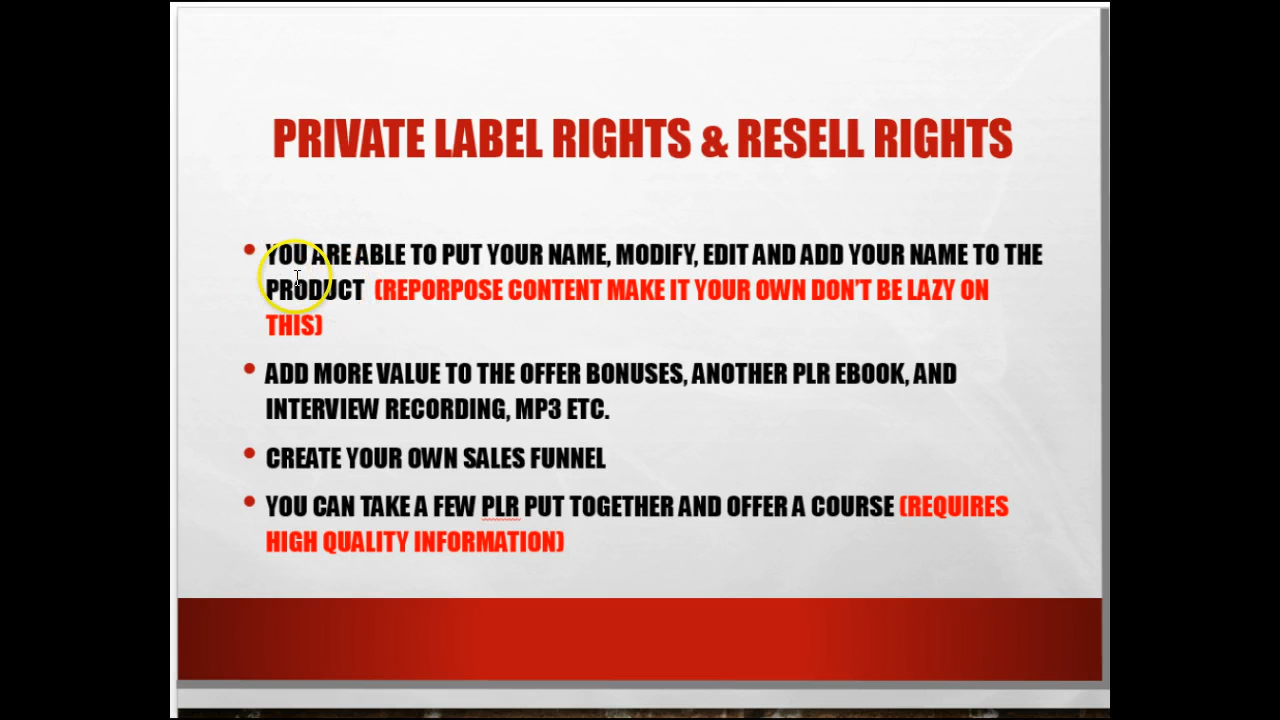 PRIVATE LABEL RIGHTS & RESELL RIGHTS
• YOU ARE ABLE TO PUT YOUR NAME, MODIFY, EDIT AND ADD YOUR NAME TO THE
PRODUCT (REPORPOSE CONTENT MAKE IT YOUR OWN DON'T BE LAZY ON
THIS)
• ADD MORE VALUE TO THE OFFER BONUSES, ANOTHER PLR EBOOK, AND
INTERVIEW RECORDING, MP3 ETC.
• CREATE YOUR OWN SALES FUNNEL
• YOU CAN TAKE A FEW PLR PUT TOGETHER AND OFFER A COURSE (REQUIRES
HIGH QUALITY INFORMATION)